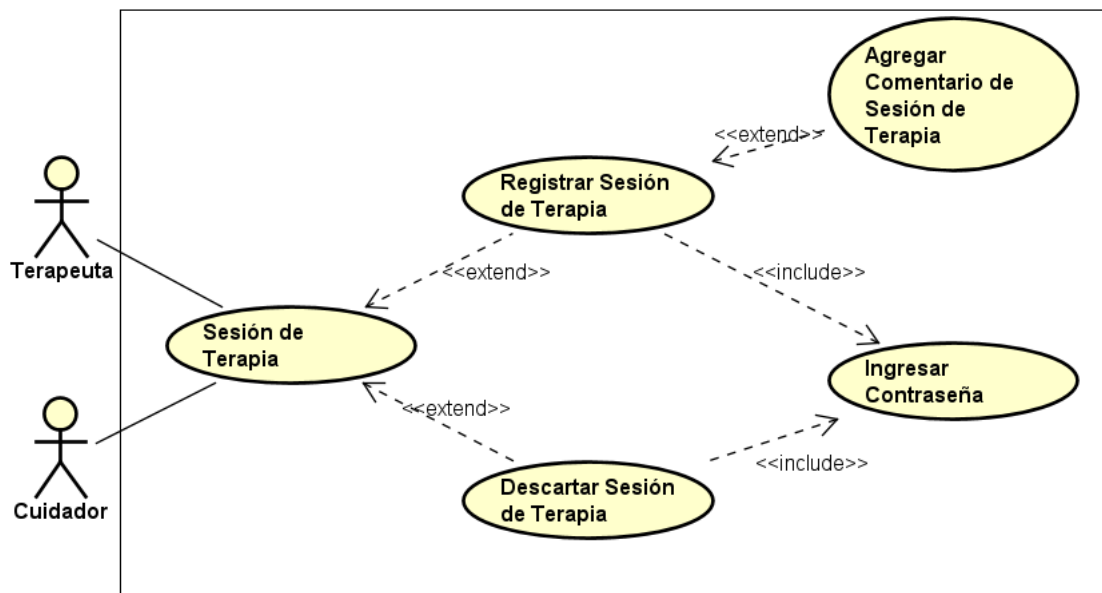 Agregar
Comentario de
Sesión de
Terapia
<<extend>>
Registrar Sesión
de Terapia
Terapeuta
<<extend>>
<<include>>
Sesión de
Terapia
Ingresar
Contraseña
<<extend>>
<<include>>
Descartar Sesión
de Terapia
Cuidador